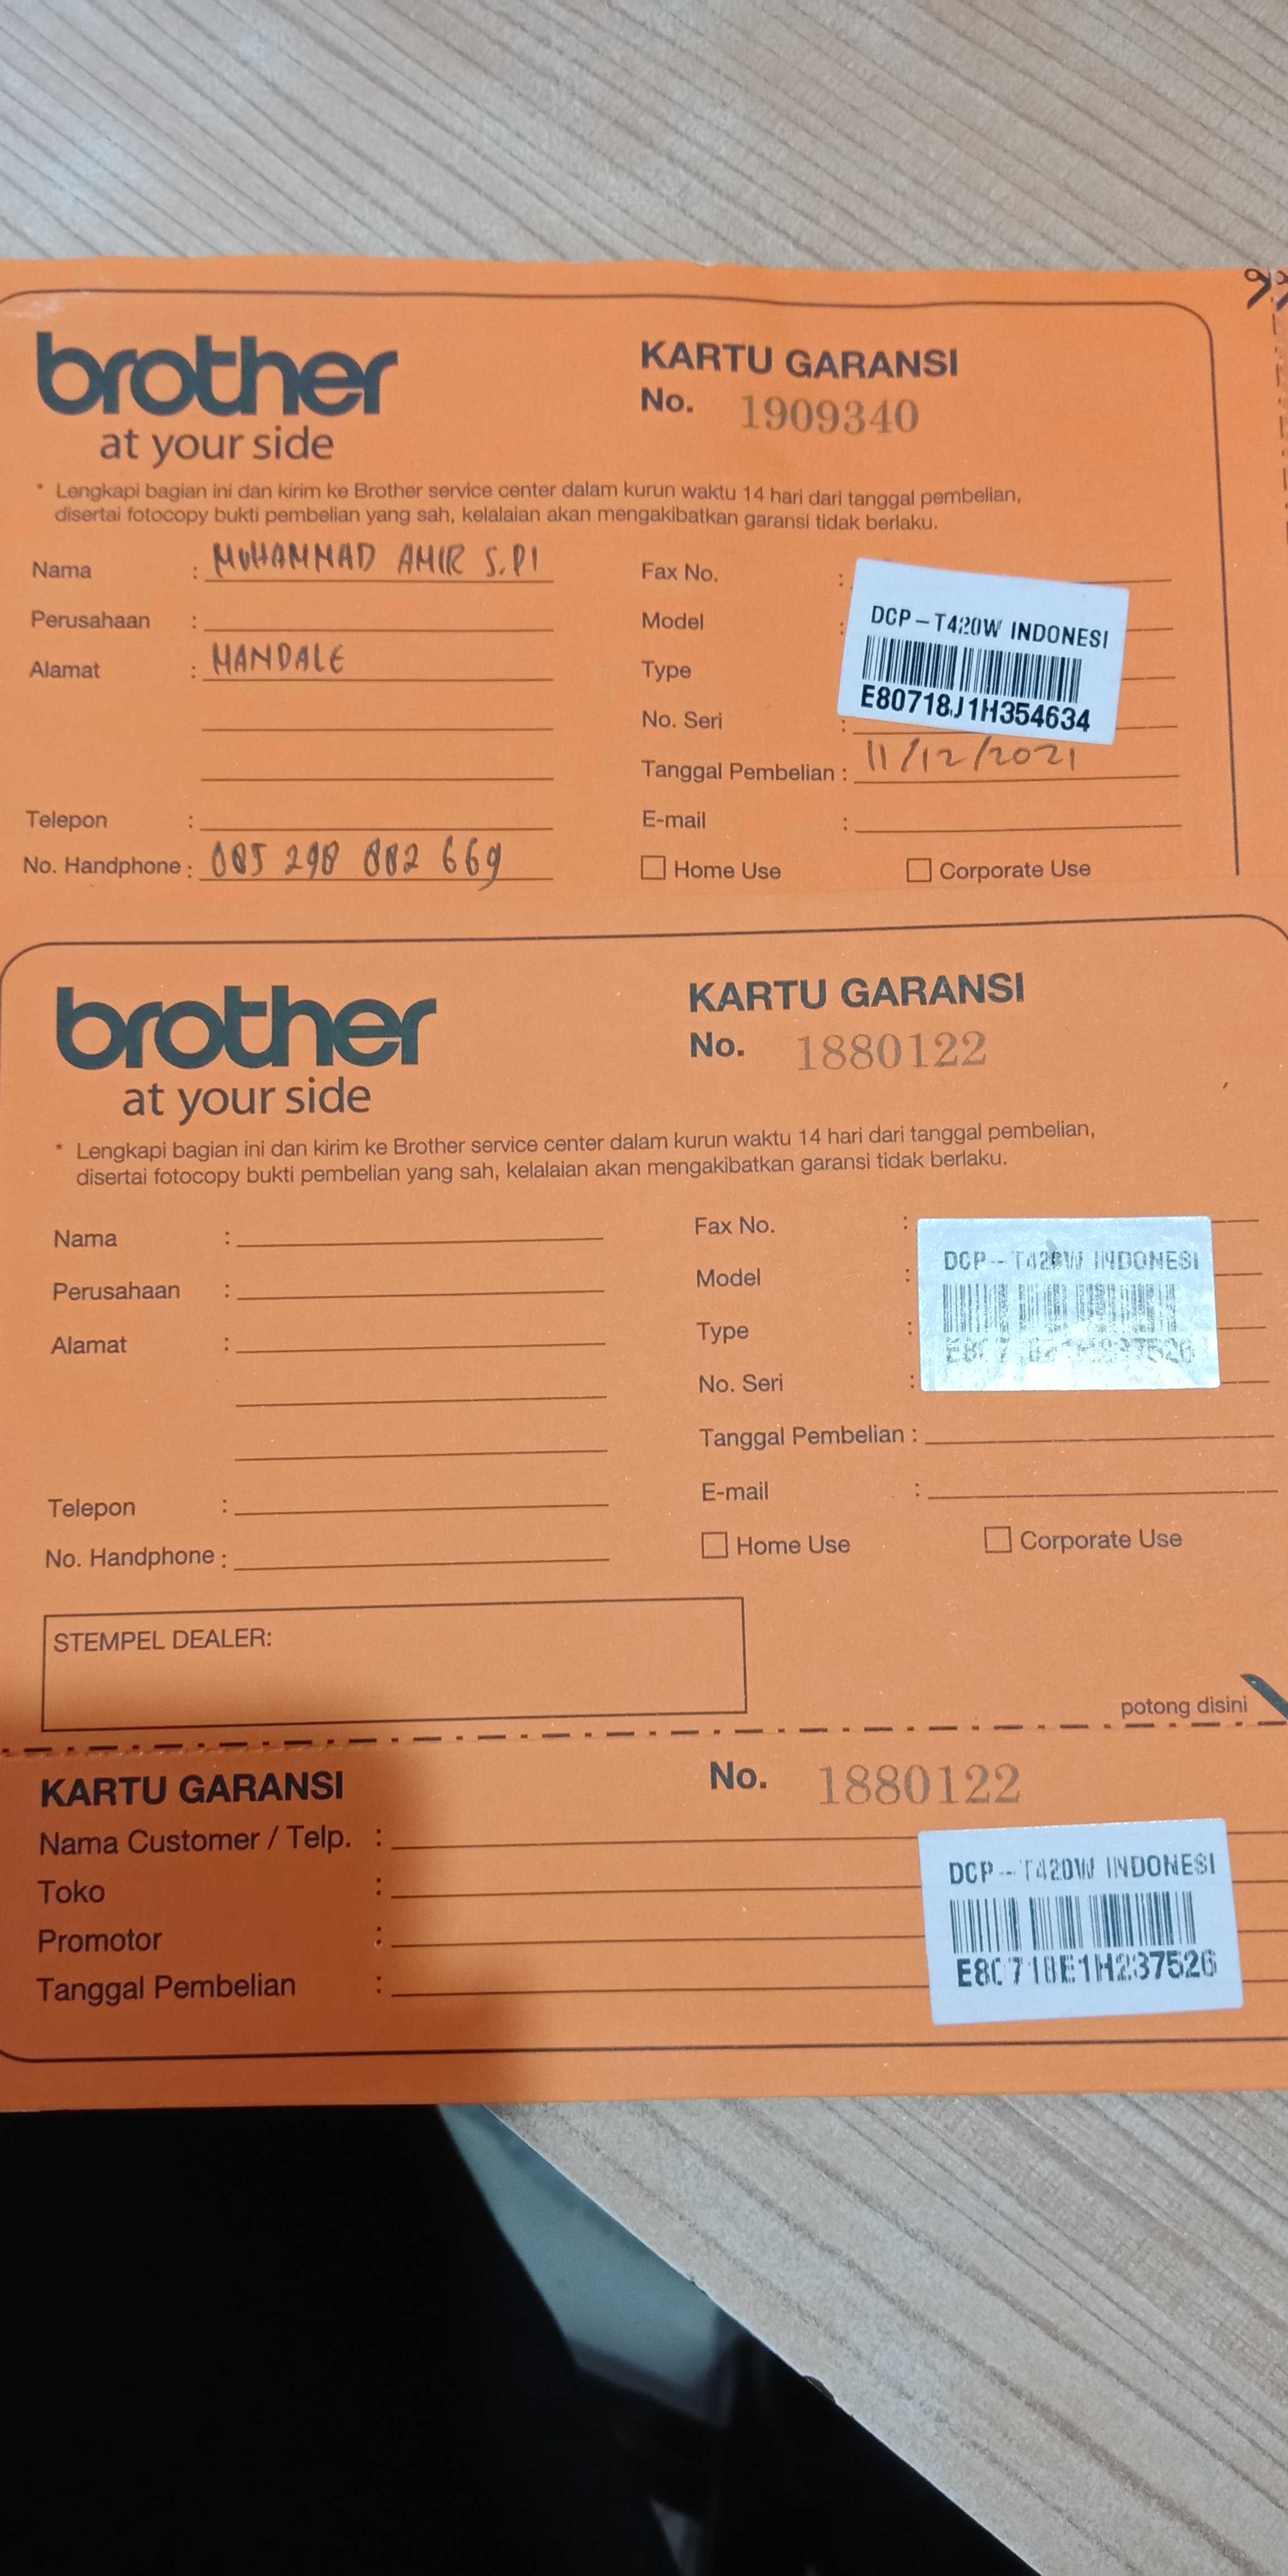 brother
at your side
KARTU GARANSI
No. 1909340
* Lengkapi bagian ini dan kirim ke Brother service center dalam kurun waktu 14 hari dari tanggal pembelian,
disertai fotocopy bukti pembelian yang sah, kelalaian akan mengakibatkan garansi tidak berlaku.
Nama : MUHAMMAD AMIR S.PI
Perusahaan :
Alamat : MANDALE
Telepon :
No. Handphone : 085 298 882 669
Fax No. :
Model :
Type
No. Seri :
DCP-T420W INDONESI
E80718J1H354634
Tanggal Pembelian : 11/12/2021
E-mail :
Home Use
Corporate Use
brother
at your side
KARTU GARANSI
No. 1880122
* Lengkapi bagian ini dan kirim ke Brother service center dalam kurun waktu 14 hari dari tanggal pembelian,
disertai fotocopy bukti pembelian yang sah, kelalaian akan mengakibatkan garansi tidak berlaku.
Nama :
Perusahaan :
Alamat :
Telepon :
No. Handphone :
Fax No. :
Model :
Type :
No. Seri :
DCP-T420W INDONESI
Tanggal Pembelian :
E-mail :
Home Use
Corporate Use
STEMPEL DEALER:
potong disini
KARTU GARANSI
No. 1880122
Nama Customer / Telp. :
Toko :
Promotor :
Tanggal Pembelian :
DCP-T420W INDONESI
E80718E1H237526